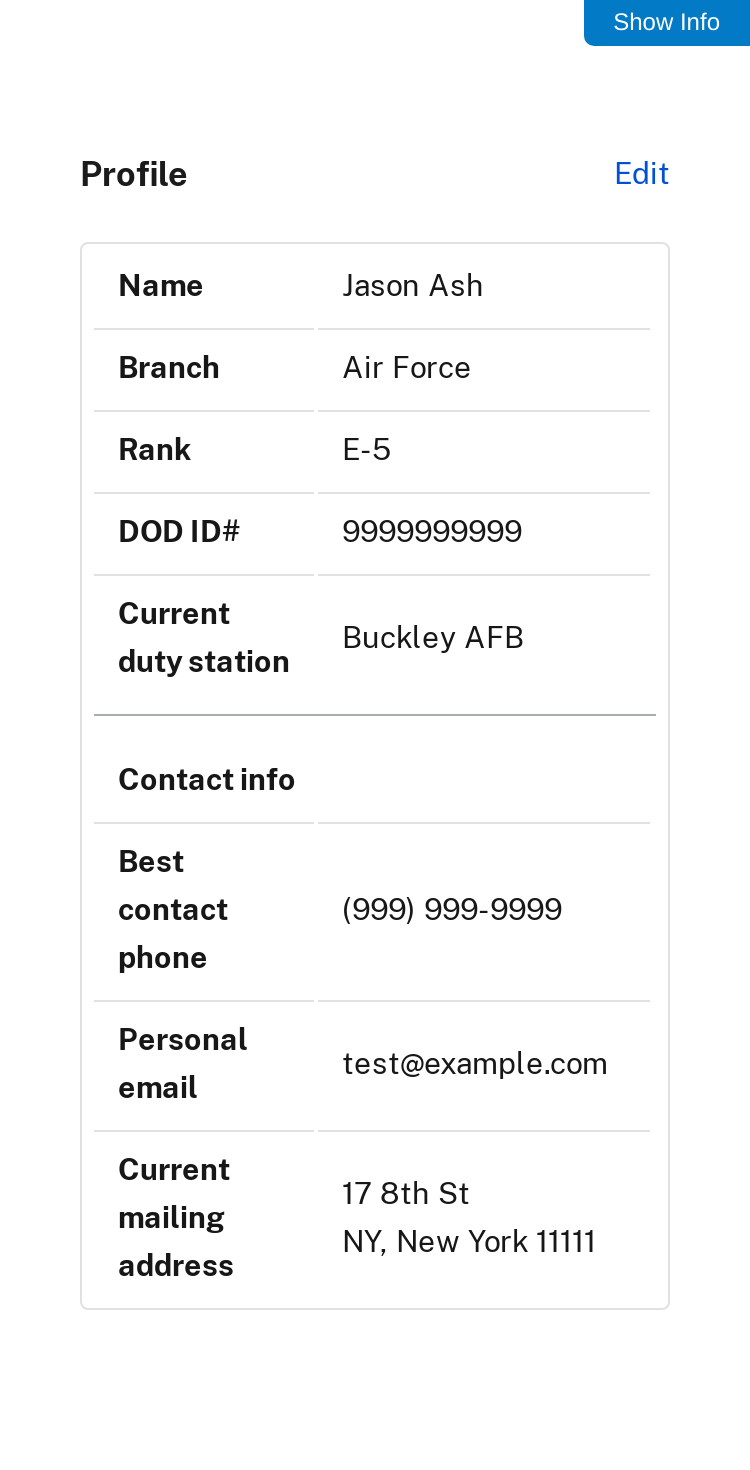 Show Info
Profile
Edit
Name
Jason Ash
Branch
Air Force
Rank
E-5
DOD ID#
9999999999
Current
duty station
Buckley AFB
Contact info
Best
contact
phone
(999) 999-9999
Personal
email
test@example.com
Current
mailing
address
17 8th St
NY, New York 11111